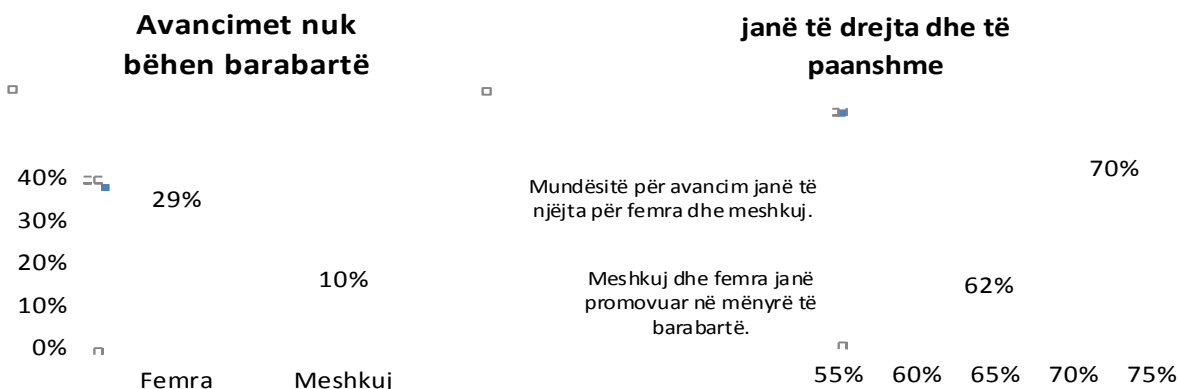 Avancimet nuk
bëhen barabartë
40%
30%
20%
10%
0%
29%
10%
Femra
Meshkuj
janë të drejta dhe të
paanshme
Mundësitë për avancim janë të
njëjta për femra dhe meshkuj.
70%
Meshkuj dhe femra janë
promovuar në mënyrë të
barabartë.
62%
55% 60% 65% 70% 75%